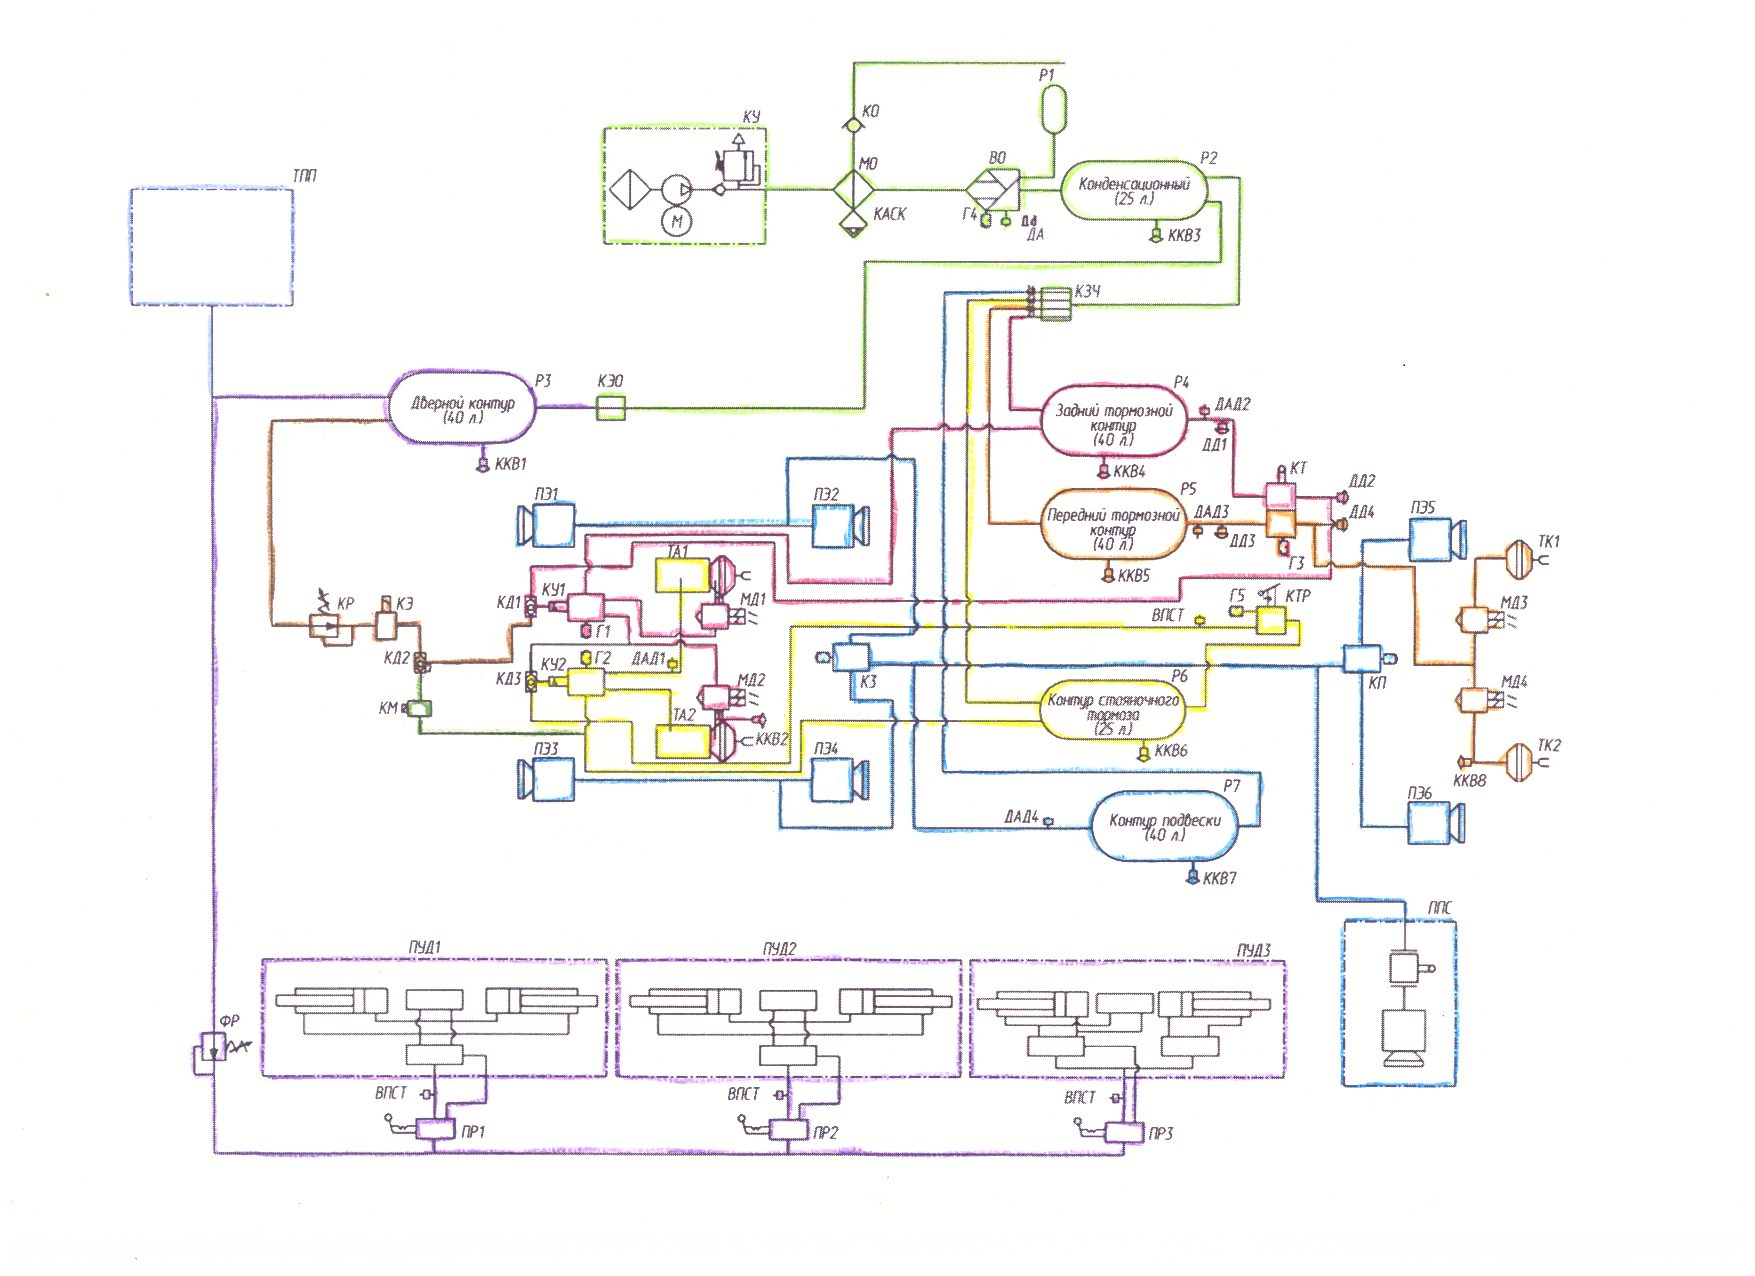 Р1
КУ
КО
МО
ВО
Р2
ТПП
Конденсационный
(25 л.)
М
КАСК
Г4
ДД
ДА
ККВ3
КЗЧ
Р3
КЭО
Р4
Дверной контур
(40 л.)
Задний тормозной
контур
(40 л.)
ДАД2
ДД1
ККВ1
ККВ4
КТ
ДД2
Р5
ПЭ1
ПЭ2
Передний тормозной
контур
(40 л.)
ДАД3
ДД4
ПЭ5
ДД3
ТА1
Г3
ТК1
ККВ5
КР
КЭ
КД1
КУ1
МД1
Г5
КТР
МД3
ВПСТ
Г1
КД2
КУ2
Г2
ДАД1
КД3
КЗ
Р6
КП
МД2
МД4
КМ
ТА2
Контур стояночного
тормоза
(25 л.)
ККВ2
ККВ6
ПЭ3
ПЭ4
ТК2
ККВ8
Р7
ПЭ6
ДАД4
Контур подвески
(40 л.)
ККВ7
ППС
ПУД1
ПУД2
ПУД3
ФР
ВПСТ
ВПСТ
ВПСТ
ПР1
ПР2
ПР3